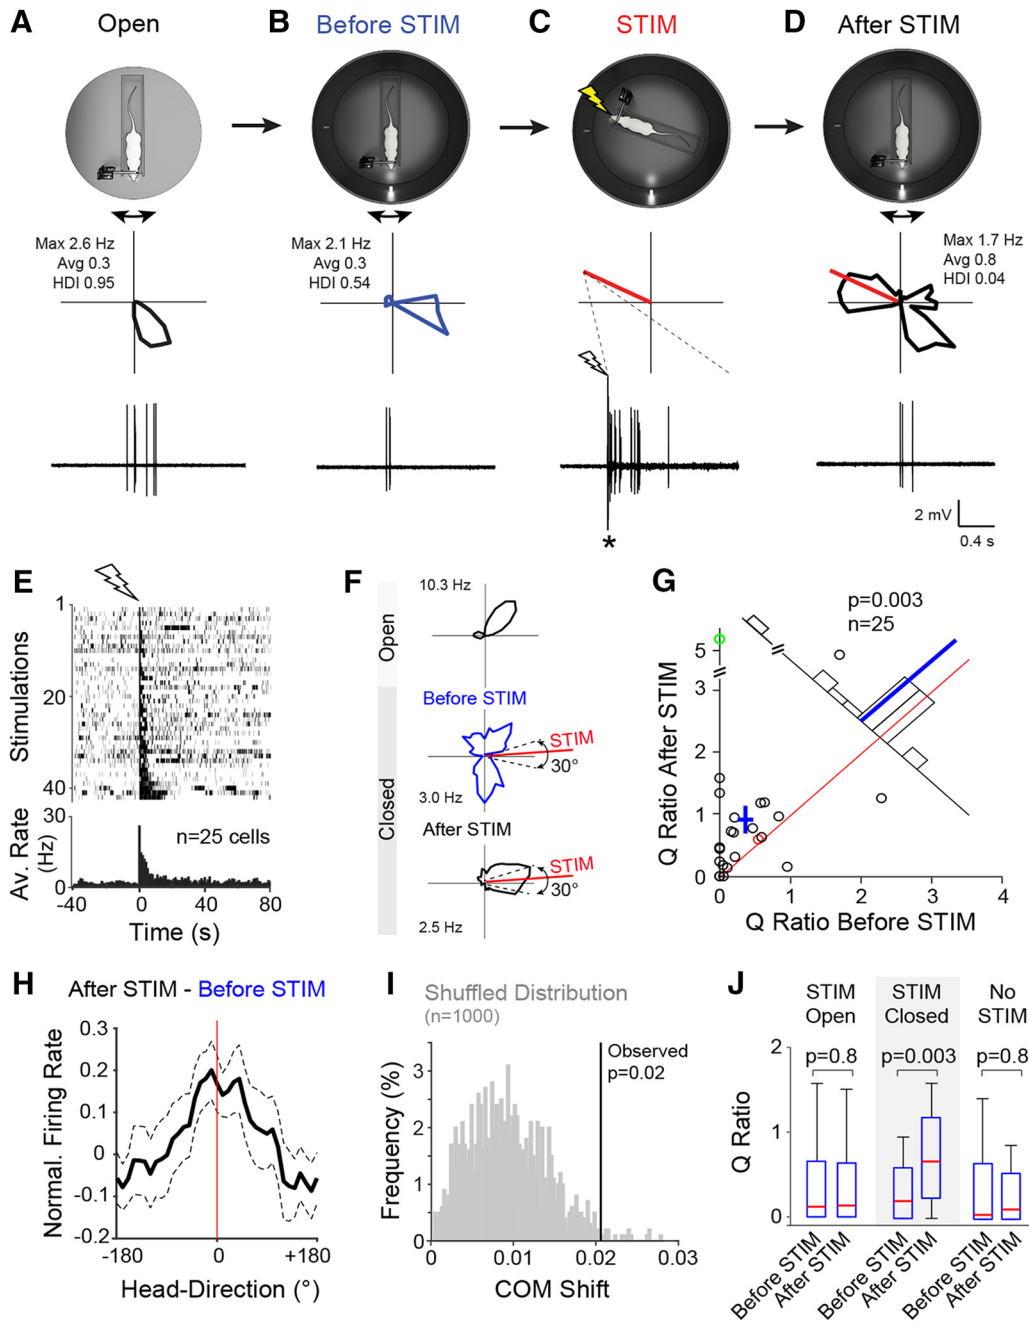 A Open
B Before STIM
C STIM
D After STIM
Max 2.6 Hz
Avg 0.3
HDI 0.95
Max 2.1 Hz
Avg 0.3
HDI 0.54
Max 1.7 Hz
Avg 0.8
HDI 0.04
*
2 mV
0.4 s
E
1
20
40
Stimulations
30
0
Av. Rate
(Hz)
n=25 cells
-40 0 40 80
Time (s)
F
Open
Closed
10.3 Hz
Before STIM
STIM
30°
3.0 Hz
After STIM
STIM
30°
2.5 Hz
G
p=0.003
n=25
Q Ratio After STIM
5
3
2
1
0
0 1 2 3 4
Q Ratio Before STIM
H After STIM - Before STIM
Normal. Firing Rate
0.3
0.2
0.1
0
-0.1
-0.2
-180 0 +180
Head-Direction (°)
I Shuffled Distribution
(n=1000)
Observed
p=0.02
Frequency (%)
3
2
1
0
0 0.01 0.02 0.03
COM Shift
J
STIM
Open
STIM
Closed
No
STIM
p=0.8
p=0.003
p=0.8
Q Ratio
2
1
0
Before STIM
After STIM
Before STIM
After STIM
Before STIM
After STIM